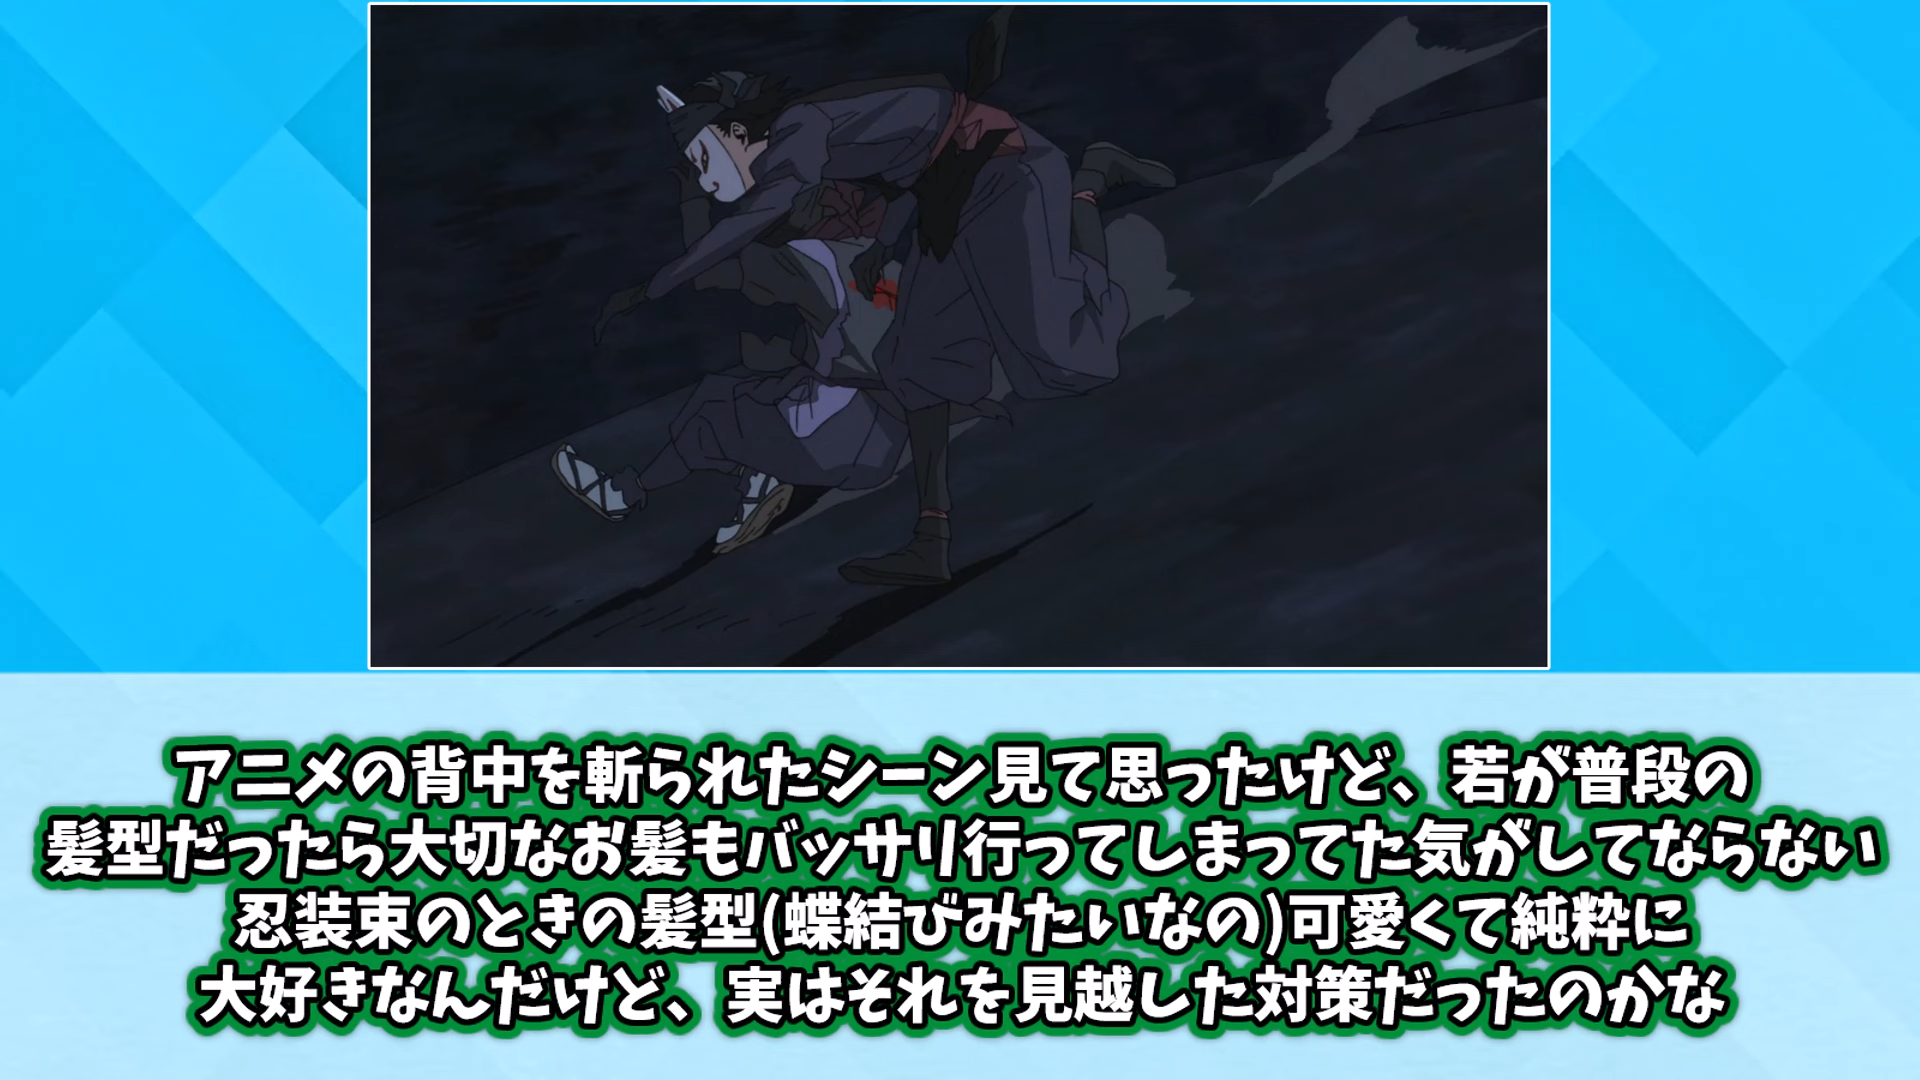 アニメの背中を斬られたシーン見て思ったけど、若が普段の
髪型だったら大切なお髪もバッサリ行ってしまってた気がしてならない
忍装束のときの髪型(蝶結びみたいなの)可愛くて純粋に
大好きなんだけど、実はそれを見越した対策だったのかな